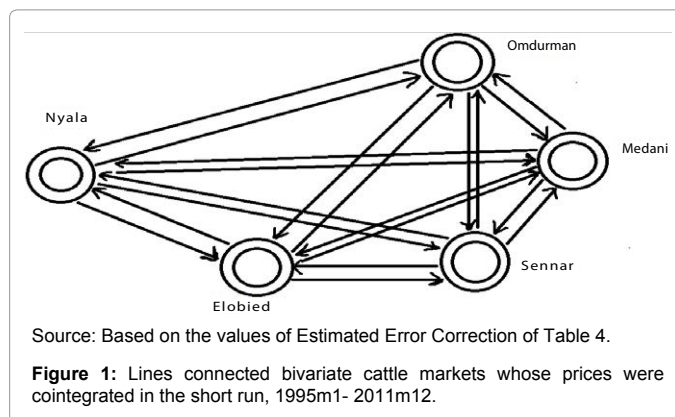 Omdurman
Nyala
Medani
Sennar
Elobied
Source: Based on the values of Estimated Error Correction of Table 4.
Figure 1: Lines connected bivariate cattle markets whose prices were
cointegrated in the short run, 1995m1- 2011m12.